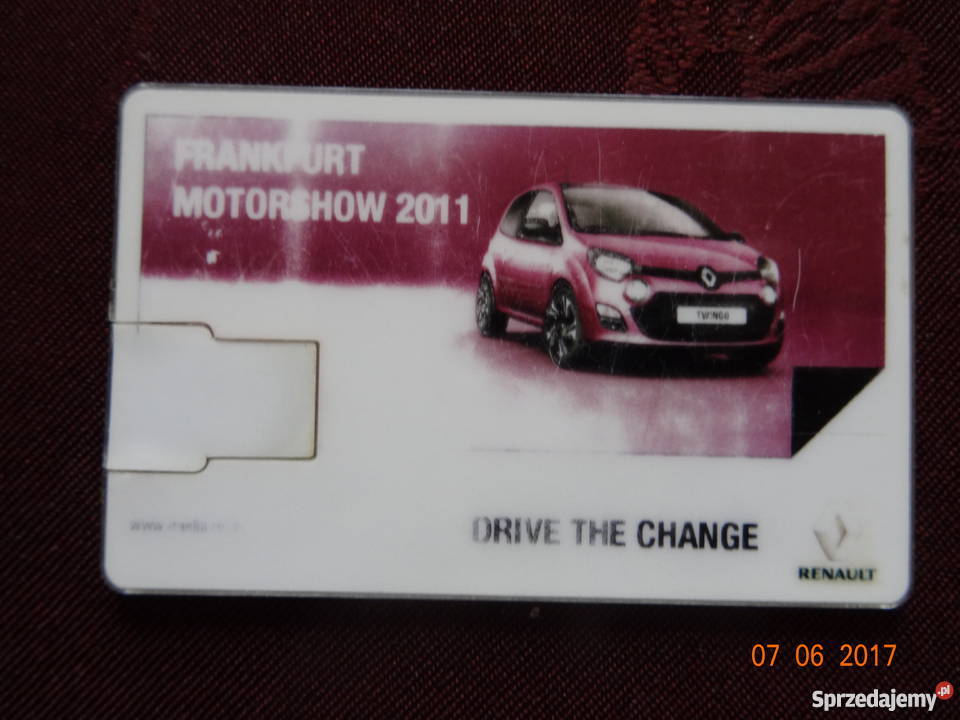 FRANKFURT
MOTORSHOW 2011
TWINGO
DRIVE THE CHANGE
RENAULT
07 06 2017
Sprzedajemy.pl